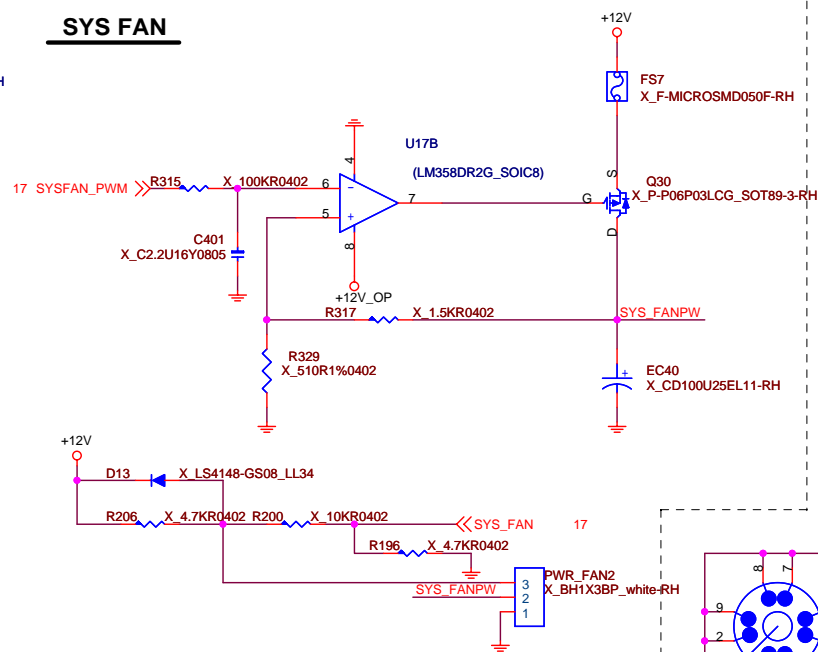 SYS FAN
+12V
H
FS7
X_F-MICROSMD050F-RH
U17B
(LM358DR2G_SOIC8)
4
S
17 SYSFAN_PWM
R315
X_100KR0402
6
−
7
G
Q30
X_P-P06P03LCG_SOT89-3-RH
5
+
D
C401
X_C2.2U16Y0805
8
+12V_OP
R317
X_1.5KR0402
SYS_FANPW
R329
X_510R1%0402
EC40
+
X_CD100U25EL11-RH
+12V
D13
X_LS4148-GS08_LL34
R206
X_4.7KR0402
R200
X_10KR0402
SYS_FAN
17
R196
X_4.7KR0402
PWR_FAN2
X_BH1X3BP_white-RH
SYS_FANPW
3
2
1
8
7
9
2